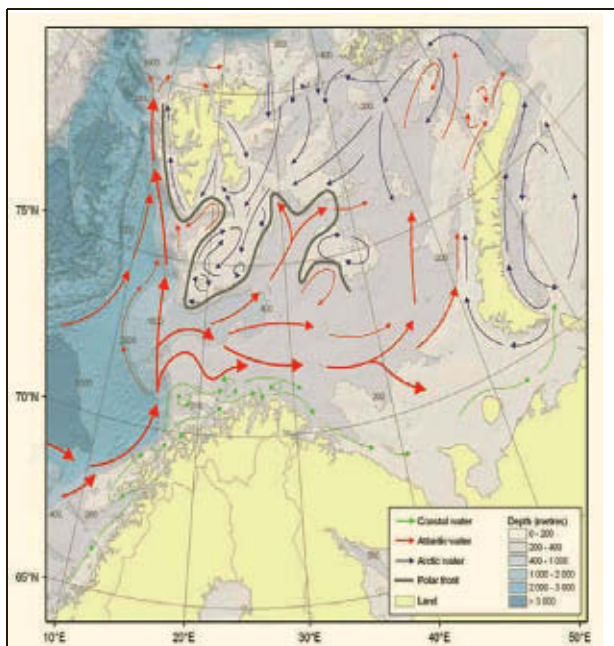 75°N
70°N
65°N
10°E
20°E
30°E
40°E
50°E
Coastal water
Atlantic water
Arctic water
Polar front
Land
Depth (metres)
0 - 200
200 - 400
400 - 1 000
1 000 - 2 000
2 000 - 3 000
> 3 000